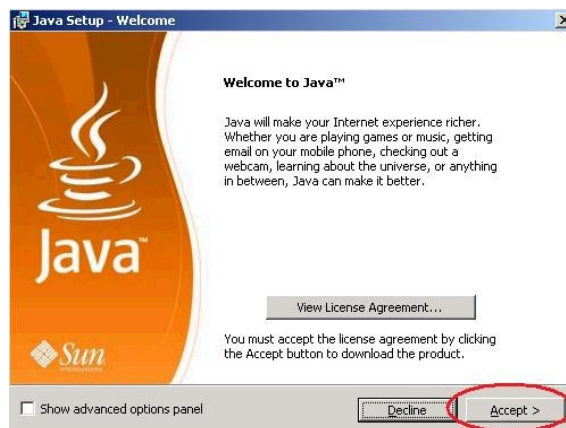 Java Setup - Welcome
Welcome to Java™
Java will make your Internet experience richer.
Whether you are playing games or music, getting
email on your mobile phone, checking out a
webcam, learning about the universe, or anything
in between, Java can make it better.
Java™
View License Agreement...
You must accept the license agreement by clicking
the Accept button to download the product.
Sun
microsystems
Show advanced options panel
Decline
Accept >